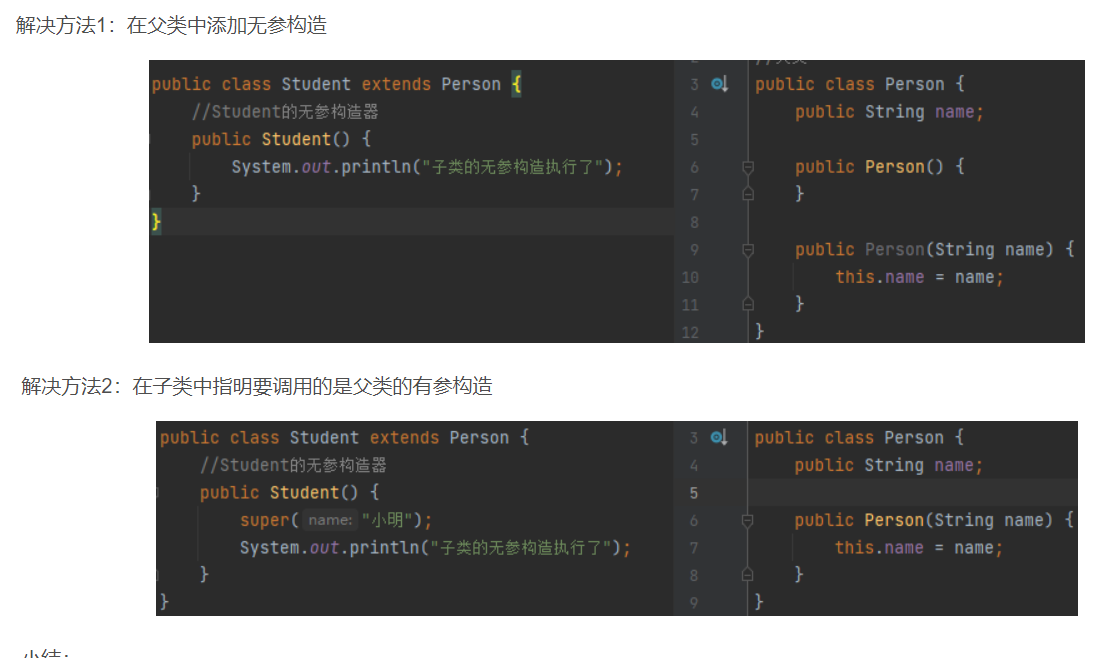 解决方法1：在父类中添加无参构造
public class Student extends Person {
//Student的无参构造器
public Student() {
System.out.println("子类的无参构造执行了");
}
}
3 public class Person {
4 public String name;
5
6 public Person() {
7 }
8
9 public Person(String name) {
10 this.name = name;
11 }
12 }
解决方法2：在子类中指明要调用的是父类的有参构造
public class Student extends Person {
//Student的无参构造器
public Student() {
super( name: "小明");
System.out.println("子类的无参构造执行了");
}
}
3 public class Person {
4 public String name;
5
6 public Person(String name) {
7 this.name = name;
8 }
9 }
小结：